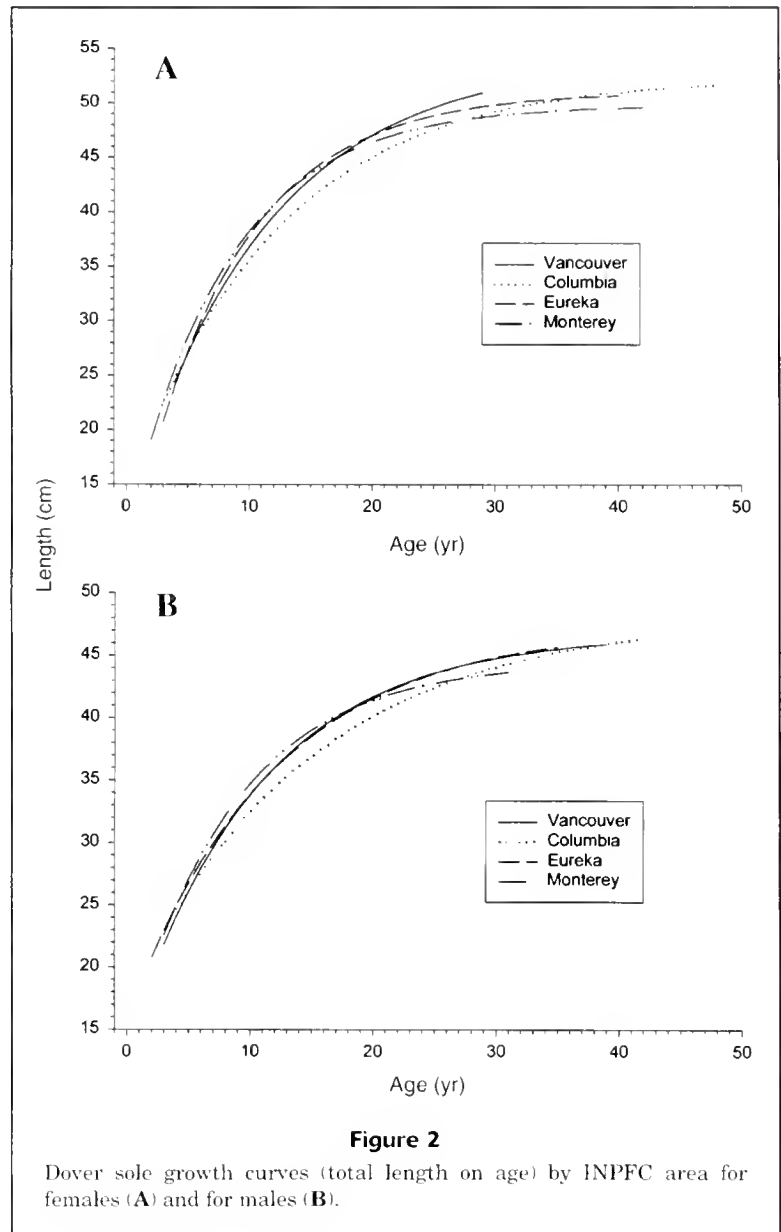 55
50
45
40
35
30
25
20
15
A
Vancouver
Columbia
Eureka
Monterey
0 10 20 30 40 50
Age (yr)
Length (cm)
50
45
40
35
30
25
20
15
B
Vancouver
Columbia
Eureka
Monterey
0 10 20 30 40 50
Age (yr)
Figure 2
Dover sole growth curves (total length on age) by INPFC area for
females (A) and for males (B).